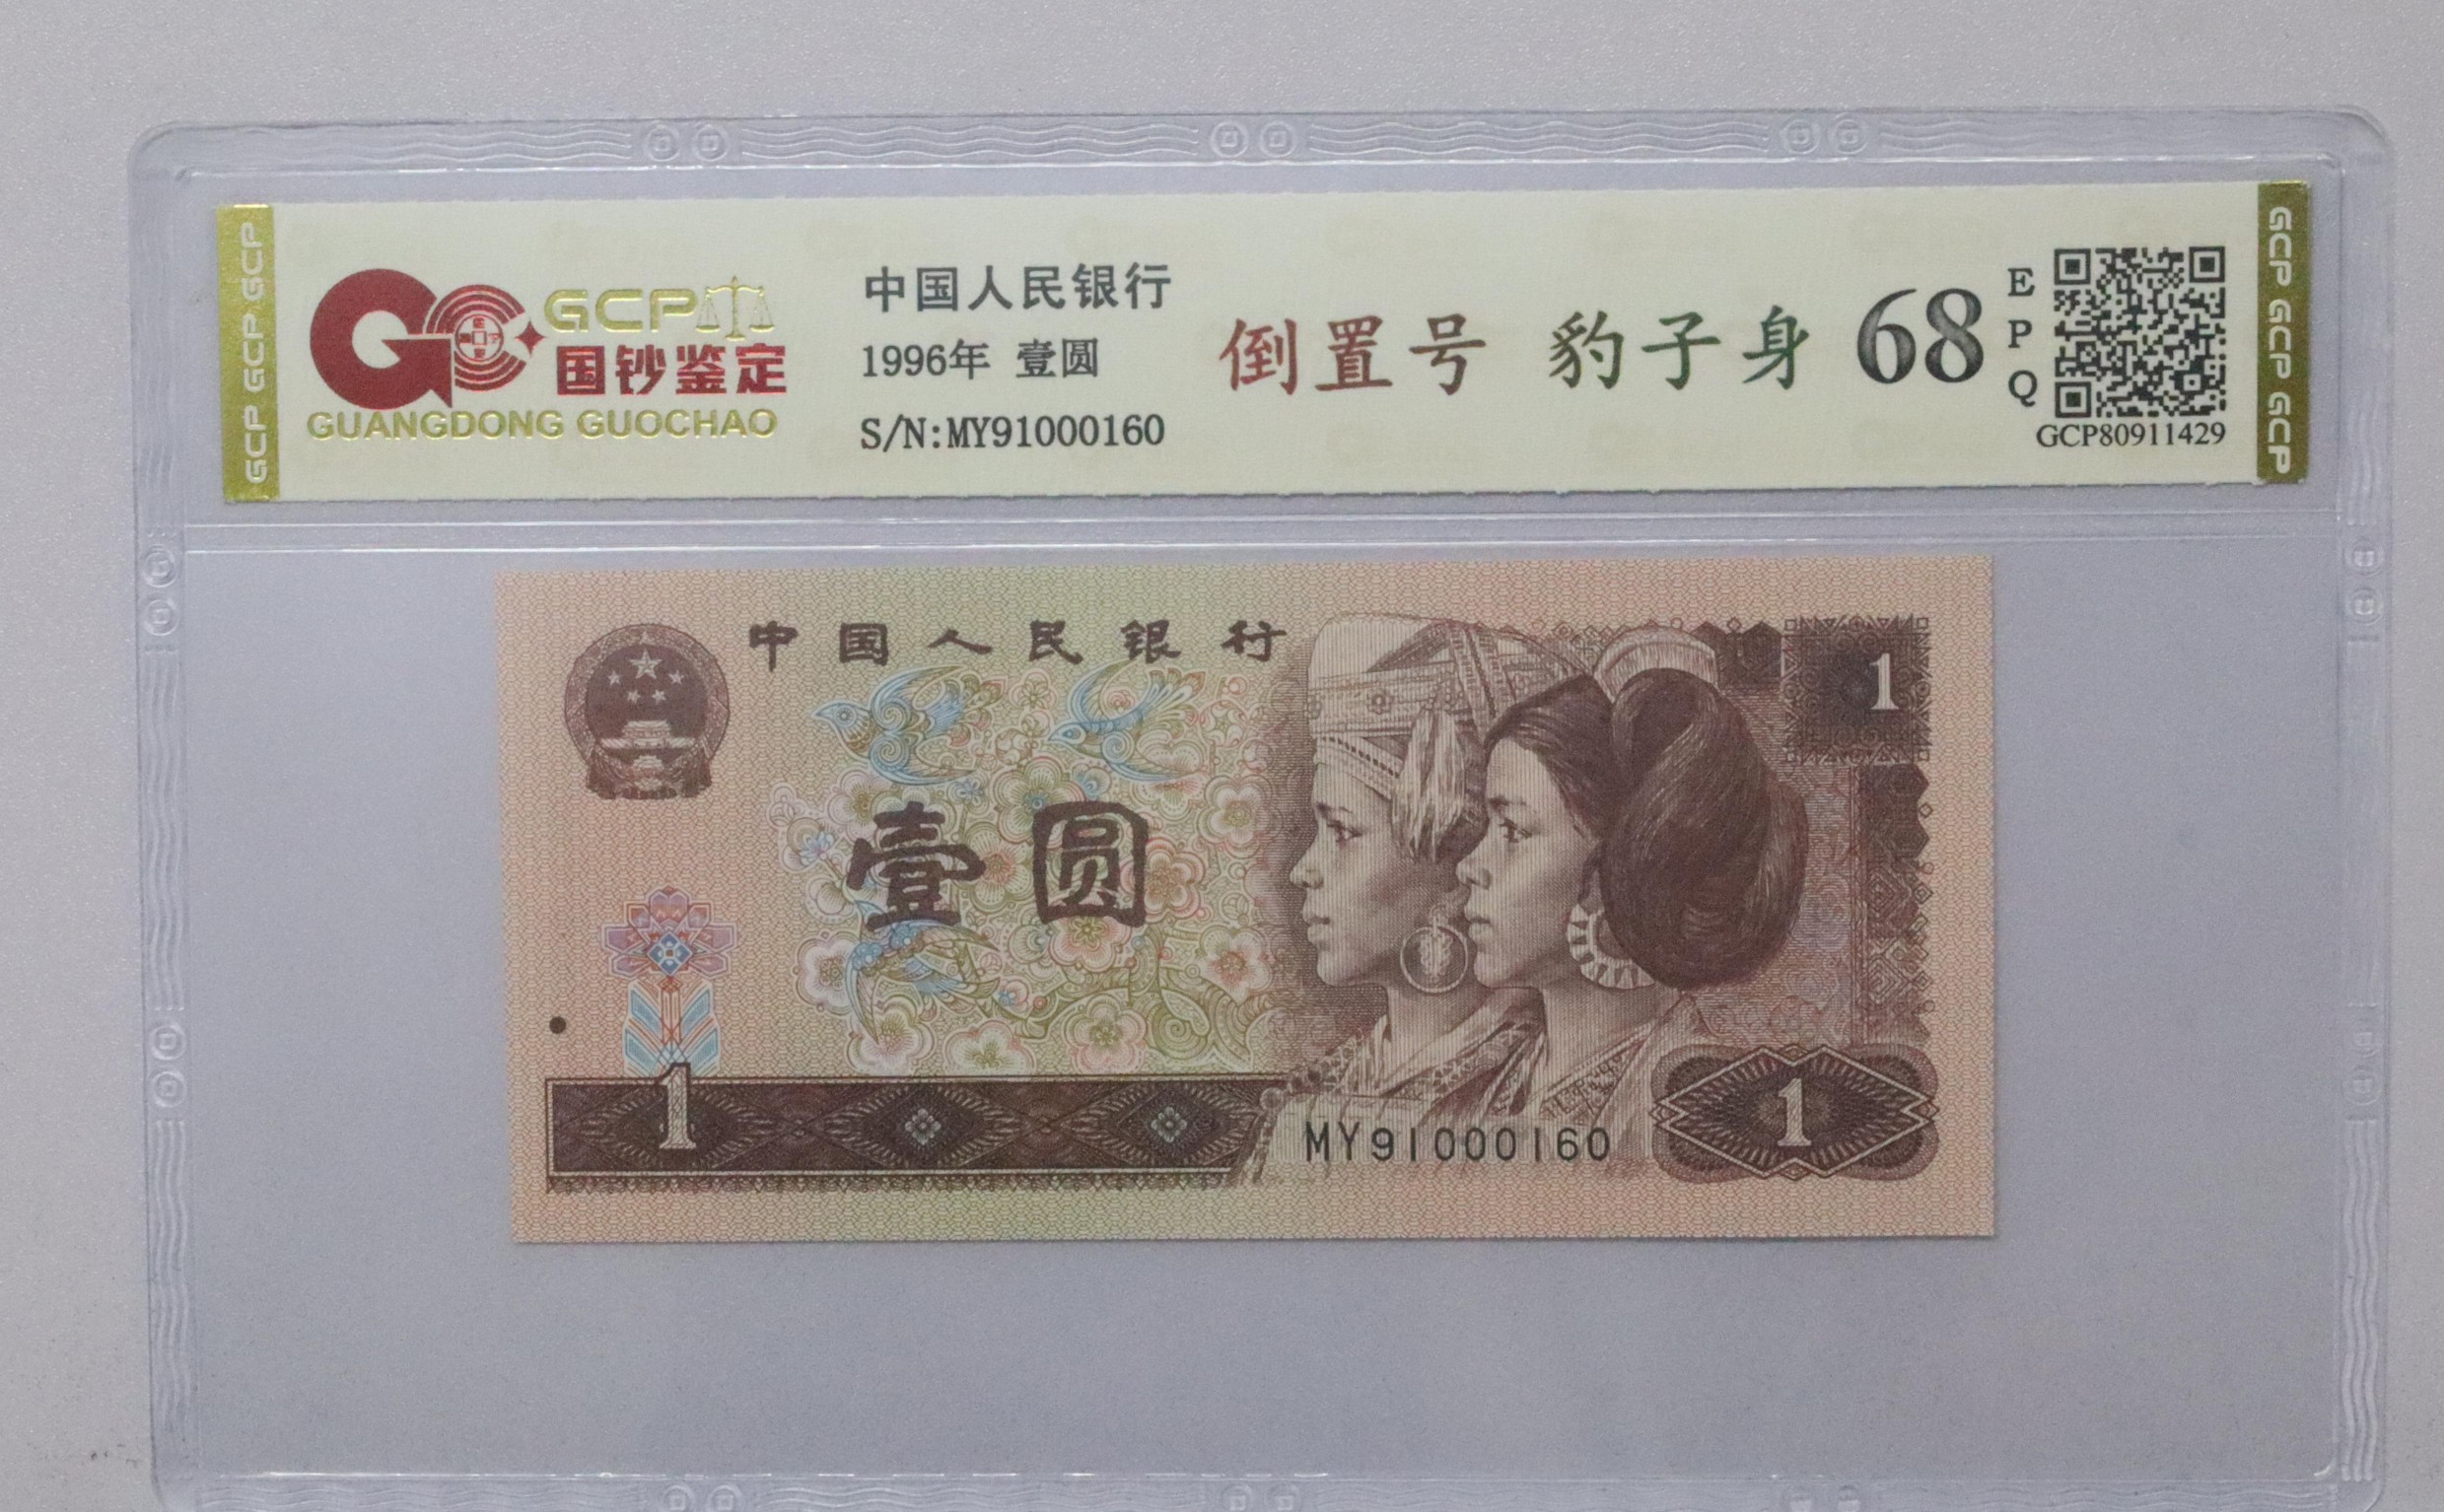 GCP GCP GCP
GCP
国钞鉴定
GUANGDONG GUOCHAO
中国人民银行
1996年 壹圆
S/N:MY91000160
倒置号 豹子身
68
EPQ
GCP80911429
GCP GCP GCP
中国人民银行
1
壹圆
1
MY91000160
1